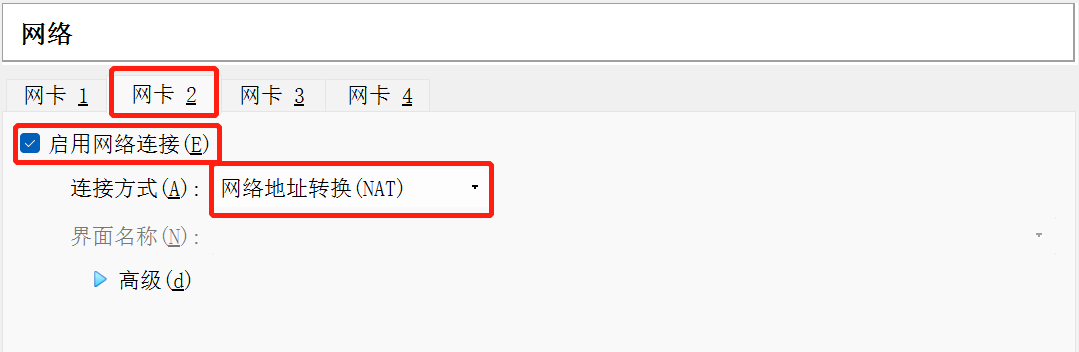 网络
网卡 1 网卡 2 网卡 3 网卡 4
启用网络连接(E)
连接方式(A): 网络地址转换(NAT)
界面名称(N):
高级(d)